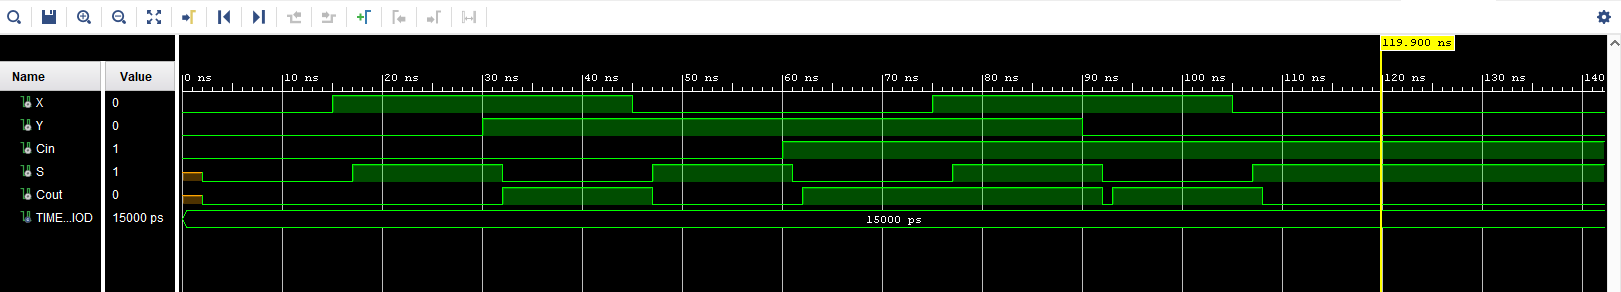 119.900 ns
Name Value 0 ns 10 ns 20 ns 30 ns 40 ns 50 ns 60 ns 70 ns 80 ns 90 ns 100 ns 110 ns 120 ns 130 ns 140
X 0
Y 0
Cin 1
S 1
Cout 0
TIME...IOD 15000 ps 15000 ps